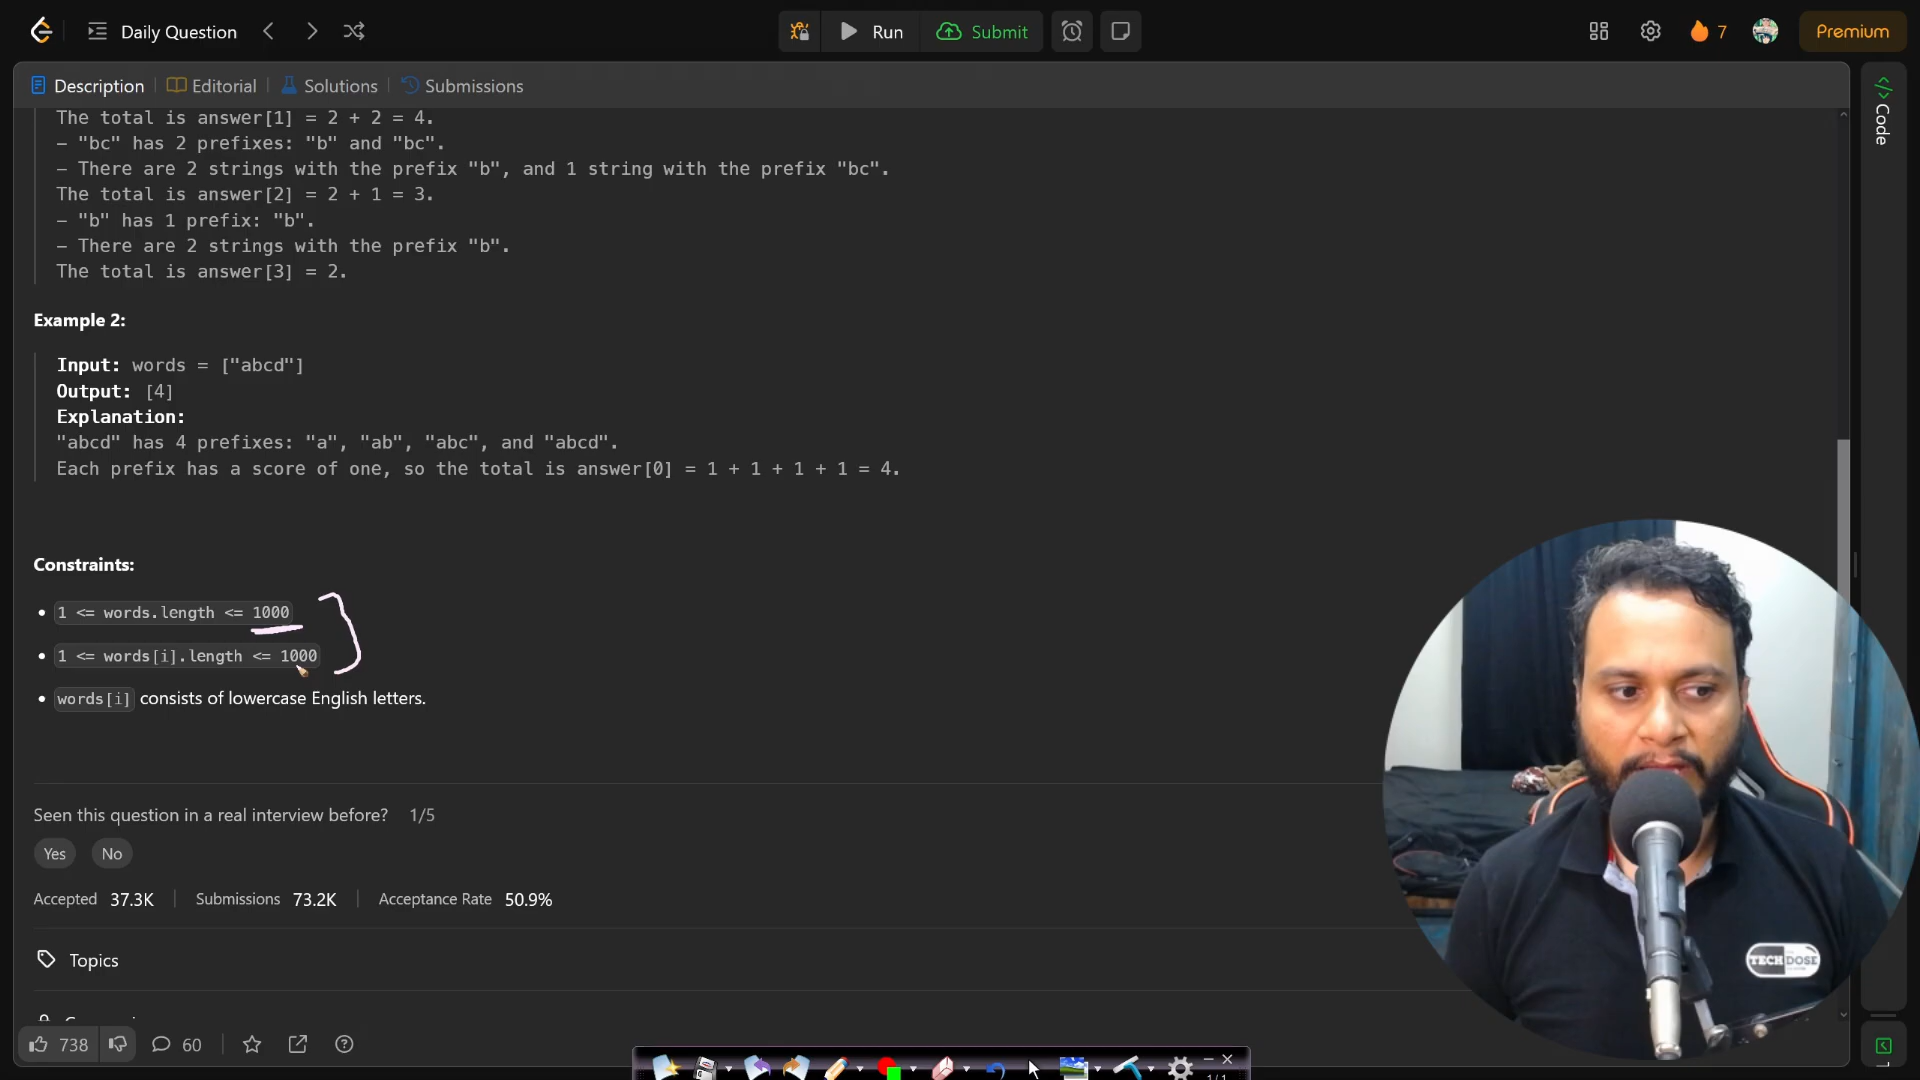 Daily Question
Run
Submit
7
Premium
Description
Editorial
Solutions
Submissions
Code
The total is answer[1] = 2 + 2 = 4.
- "bc" has 2 prefixes: "b" and "bc".
- There are 2 strings with the prefix "b", and 1 string with the prefix "bc".
The total is answer[2] = 2 + 1 = 3.
- "b" has 1 prefix: "b".
- There are 2 strings with the prefix "b".
The total is answer[3] = 2.
Example 2:
Input: words = ["abcd"]
Output: [4]
Explanation:
"abcd" has 4 prefixes: "a", "ab", "abc", and "abcd".
Each prefix has a score of one, so the total is answer[0] = 1 + 1 + 1 + 1 = 4.
Constraints:
• 1 <= words.length <= 1000
• 1 <= words[i].length <= 1000
• words[i] consists of lowercase English letters.
Seen this question in a real interview before? 1/5
Yes No
Accepted 37.3K Submissions 73.2K Acceptance Rate 50.9%
Topics
738 60
TECH DOSE